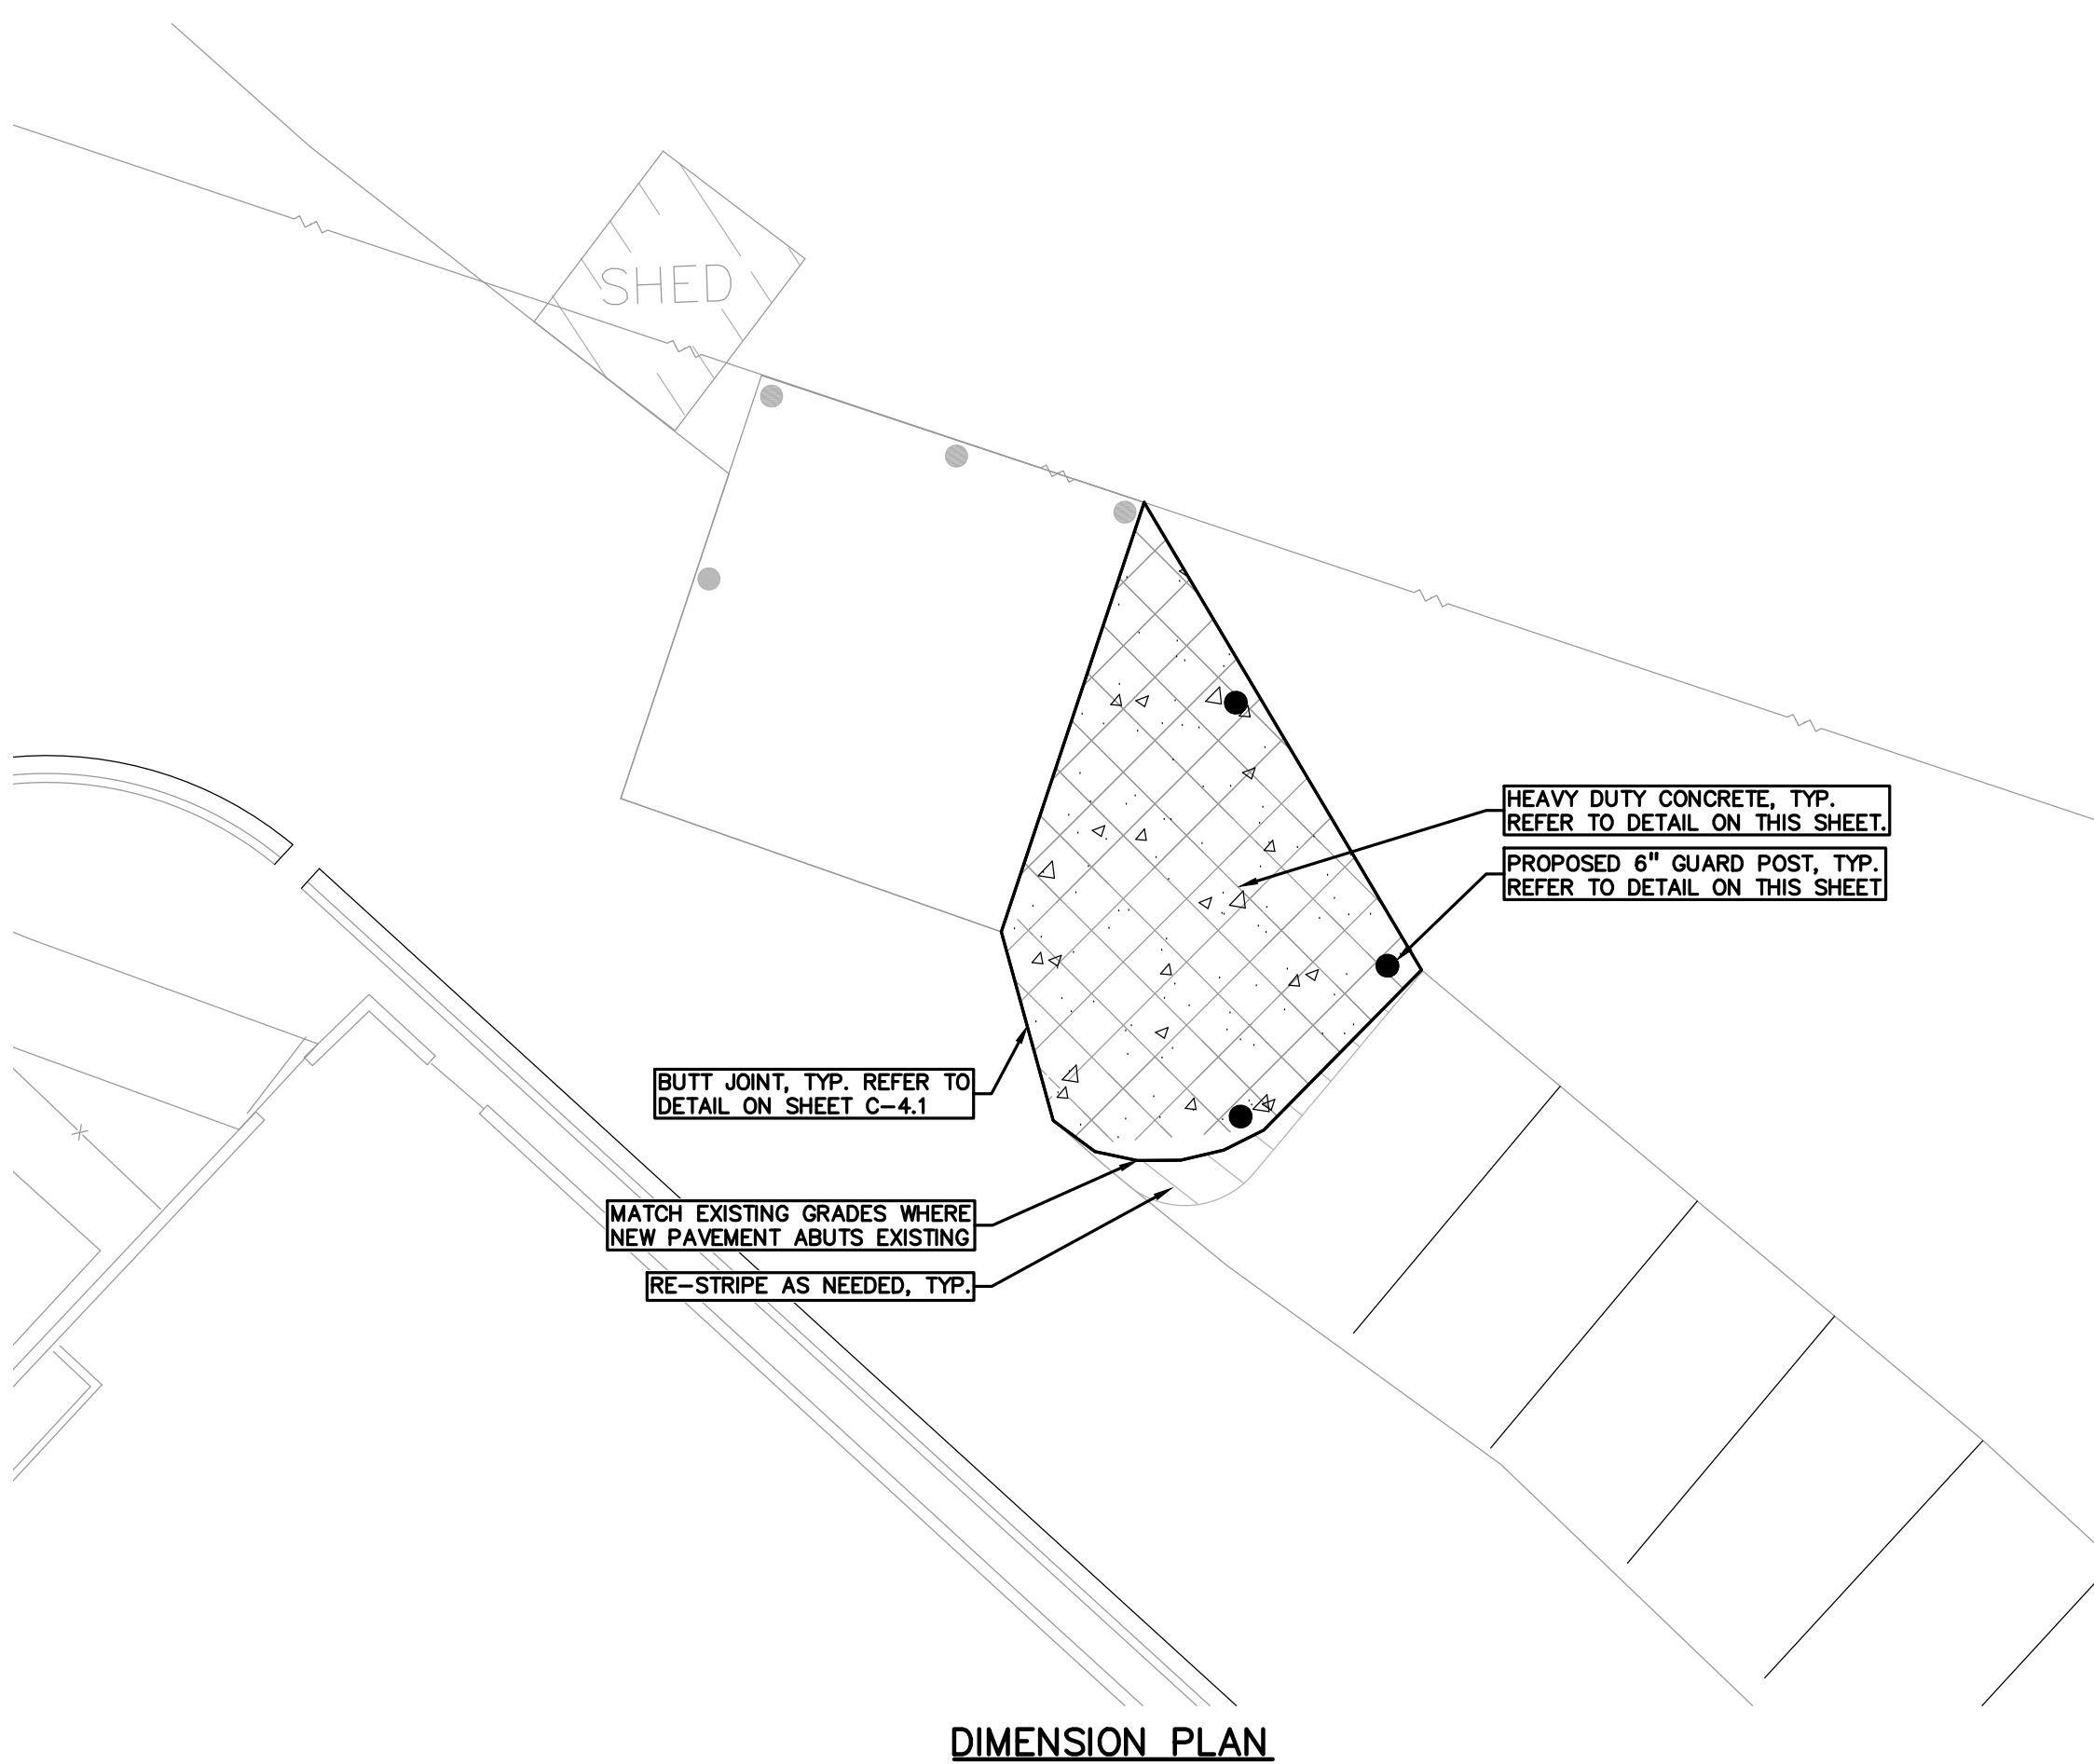 SHED
HEAVY DUTY CONCRETE, TYP.
REFER TO DETAIL ON THIS SHEET.
PROPOSED 6" GUARD POST, TYP.
REFER TO DETAIL ON THIS SHEET
BUTT JOINT, TYP. REFER TO
DETAIL ON SHEET C-4.1
MATCH EXISTING GRADES WHERE
NEW PAVEMENT ABUTS EXISTING
RE-STRIPE AS NEEDED, TYP.
DIMENSION PLAN